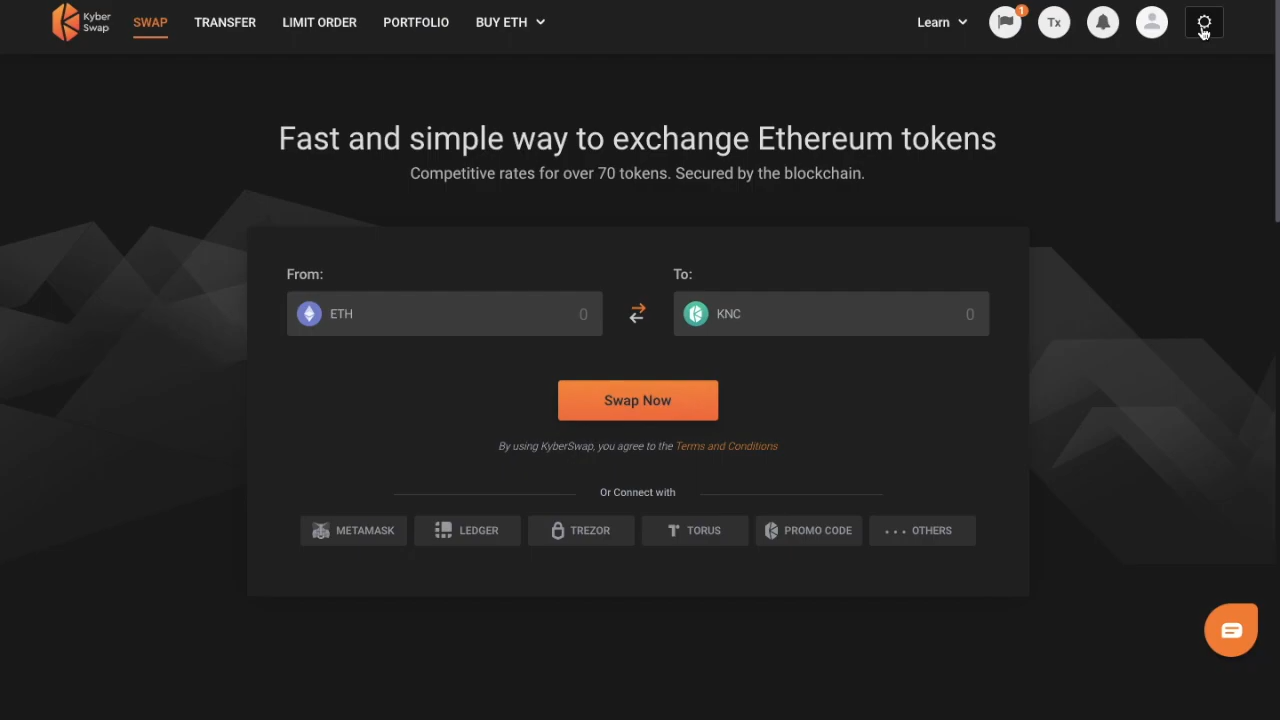 Kyber
Swap
SWAP
TRANSFER
LIMIT ORDER
PORTFOLIO
BUY ETH
Learn
1
Tx
Fast and simple way to exchange Ethereum tokens
Competitive rates for over 70 tokens. Secured by the blockchain.
From:
To:
ETH 0
KNC 0
Swap Now
By using KyberSwap, you agree to the Terms and Conditions
Or Connect with
METAMASK
LEDGER
TREZOR
TORUS
PROMO CODE
OTHERS